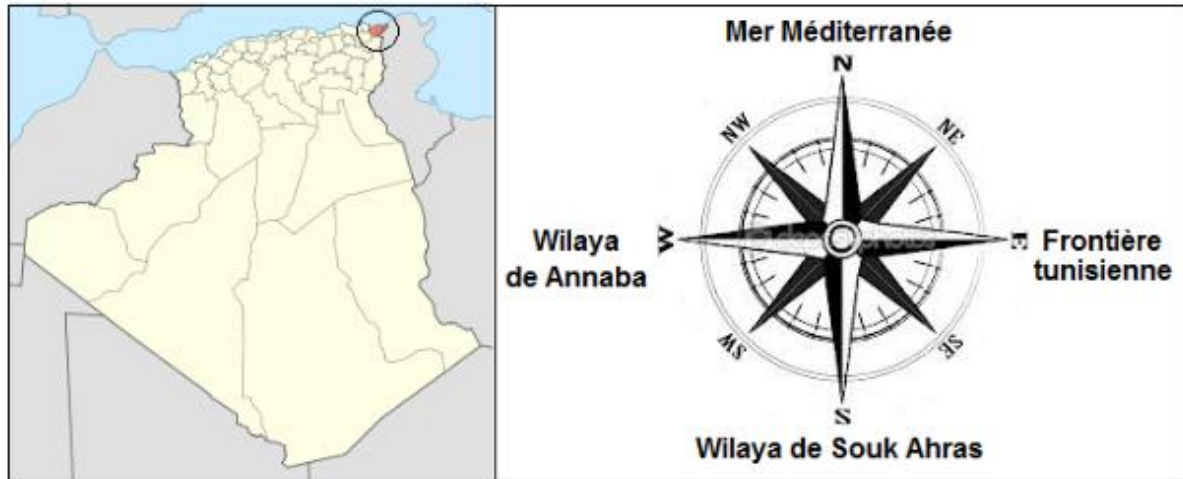 Mer Méditerranée
N
NW
NE
Wilaya
de Annaba
W
E
Frontière
tunisienne
SW
SE
S
Wilaya de Souk Ahras